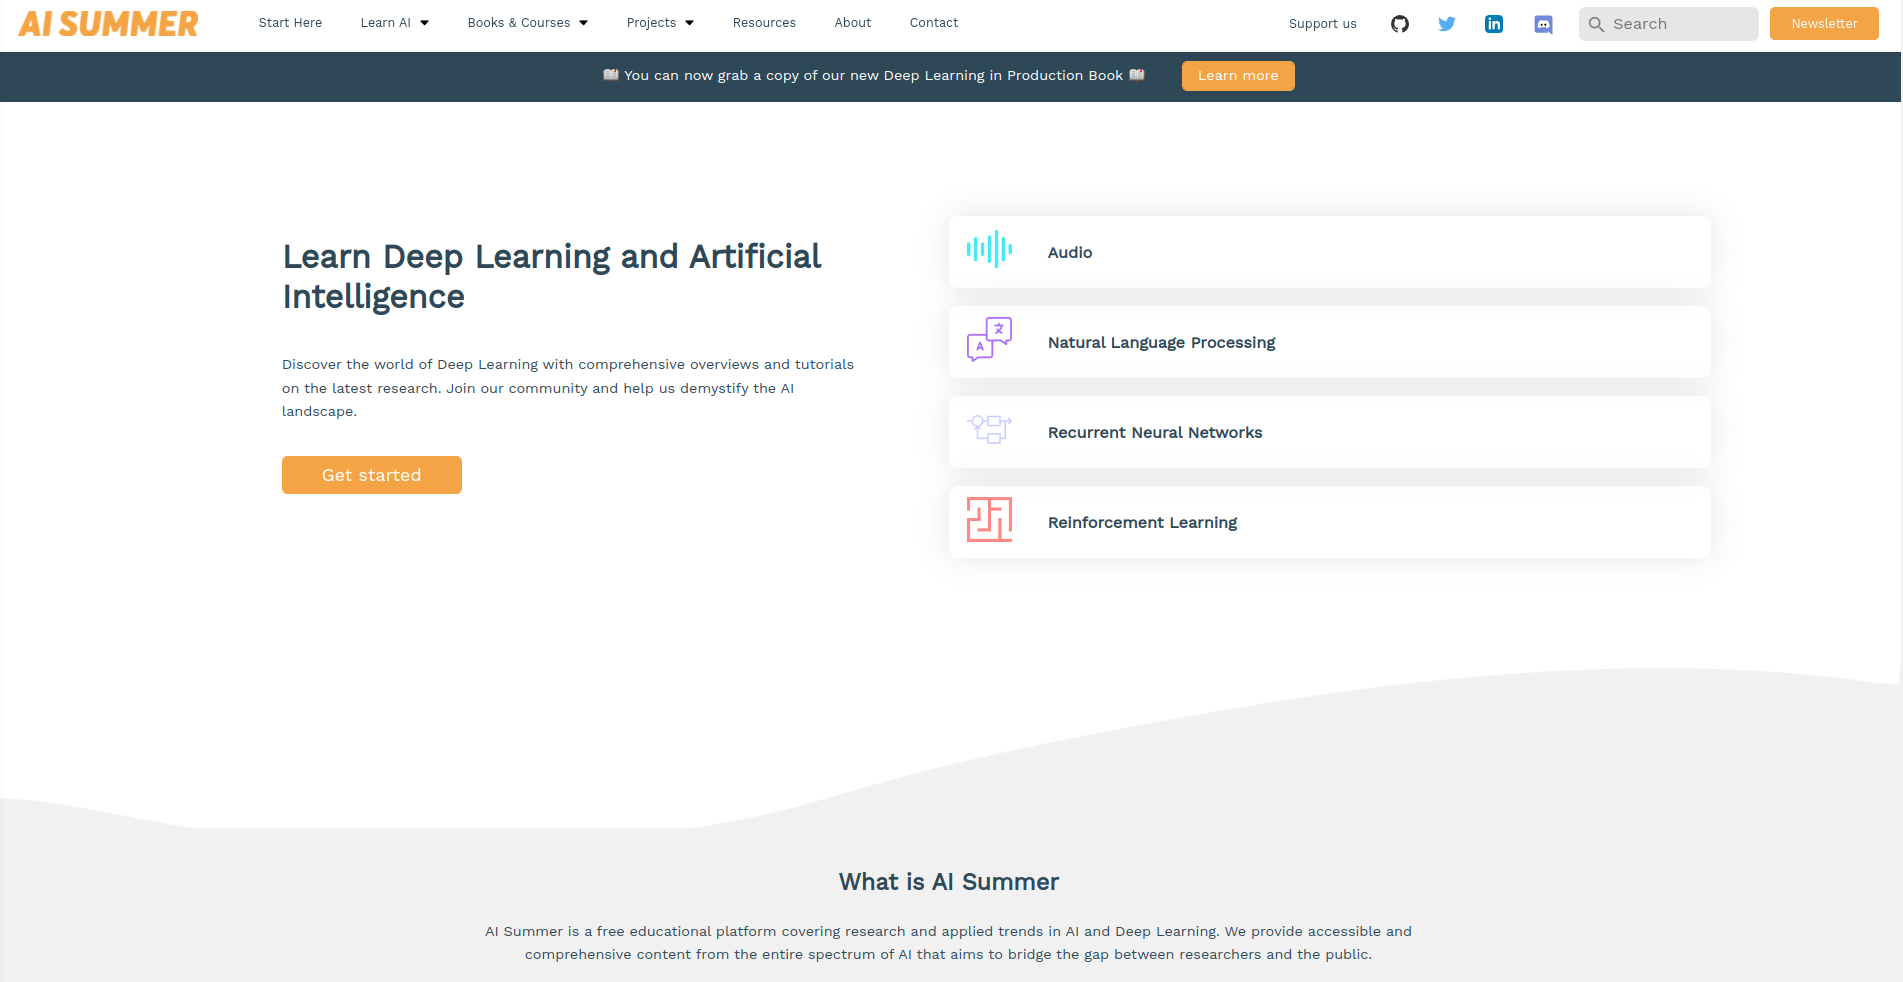 AI SUMMER
Start Here
Learn AI
Books & Courses
Projects
Resources
About
Contact
Support us
Search
Newsletter
You can now grab a copy of our new Deep Learning in Production Book
Learn more
Learn Deep Learning and Artificial
Intelligence
Discover the world of Deep Learning with comprehensive overviews and tutorials
on the latest research. Join our community and help us demystify the AI
landscape.
Get started
Audio
Natural Language Processing
Recurrent Neural Networks
Reinforcement Learning
What is AI Summer
AI Summer is a free educational platform covering research and applied trends in AI and Deep Learning. We provide accessible and
comprehensive content from the entire spectrum of AI that aims to bridge the gap between researchers and the public.